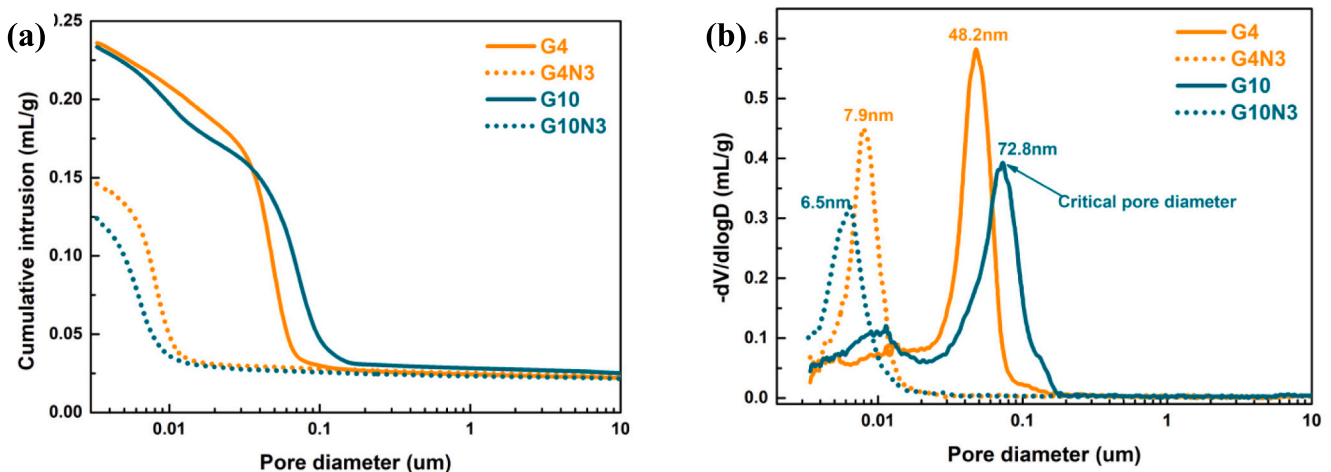 (a)
0.25
0.20
0.15
0.10
0.05
0.00
Cumulative intrusion (mL/g)
G4
G4N3
G10
G10N3
0.01
0.1
1
10
Pore diameter (um)
(b)
.6
0.5
0.4
0.3
0.2
0.1
0.0
-dV/dlogD (mL/g)
48.2nm
7.9nm
72.8nm
6.5nm
Critical pore diameter
G4
G4N3
G10
G10N3
0.01
0.1
1
10
Pore diameter (um)